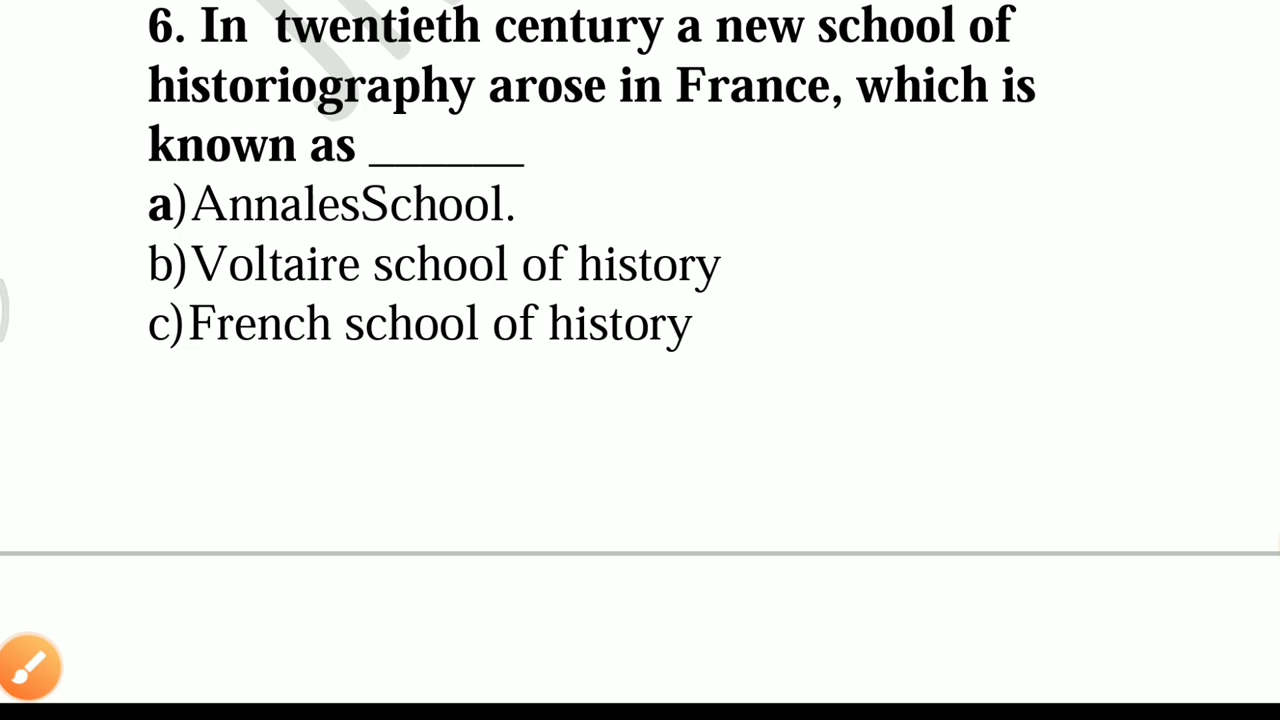 6. In twentieth century a new school of
historiography arose in France, which is
known as ______
a)AnnalesSchool.
b)Voltaire school of history
c)French school of history